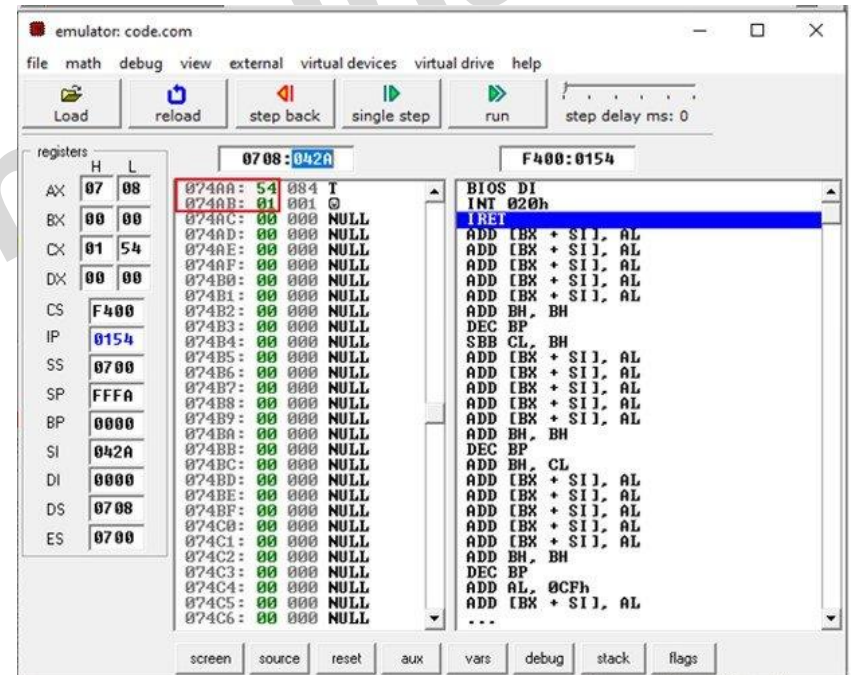 emulator: code.com
file math debug view external virtual devices virtual drive help
Load reload step back single step run step delay ms: 0
registers
H L
0708:042A
F400:0154
AX 07 08
BX 00 00
CX 01 54
DX 00 00
CS F400
IP 0154
SS 0700
SP FFFA
BP 0000
SI 042A
DI 0000
DS 0708
ES 0700
074AA: 54 084 T
074AB: 01 001 ☺
074AC: 00 000 NULL
074AD: 00 000 NULL
074AE: 00 000 NULL
074AF: 00 000 NULL
074B0: 00 000 NULL
074B1: 00 000 NULL
074B2: 00 000 NULL
074B3: 00 000 NULL
074B4: 00 000 NULL
074B5: 00 000 NULL
074B6: 00 000 NULL
074B7: 00 000 NULL
074B8: 00 000 NULL
074B9: 00 000 NULL
074BA: 00 000 NULL
074BB: 00 000 NULL
074BC: 00 000 NULL
074BD: 00 000 NULL
074BE: 00 000 NULL
074BF: 00 000 NULL
074C0: 00 000 NULL
074C1: 00 000 NULL
074C2: 00 000 NULL
074C3: 00 000 NULL
074C4: 00 000 NULL
074C5: 00 000 NULL
074C6: 00 000 NULL
BIOS DI
INT 020h
IRET
ADD [BX + SI], AL
ADD [BX + SI], AL
ADD [BX + SI], AL
ADD [BX + SI], AL
ADD [BX + SI], AL
ADD BH, BH
DEC BP
SBB CL, BH
ADD [BX + SI], AL
ADD [BX + SI], AL
ADD [BX + SI], AL
ADD [BX + SI], AL
ADD [BX + SI], AL
ADD BH, BH
DEC BP
ADD BH, CL
ADD [BX + SI], AL
ADD [BX + SI], AL
ADD [BX + SI], AL
ADD [BX + SI], AL
ADD [BX + SI], AL
ADD BH, BH
DEC BP
ADD AL, 0CFh
ADD [BX + SI], AL
...
screen source reset aux vars debug stack flags